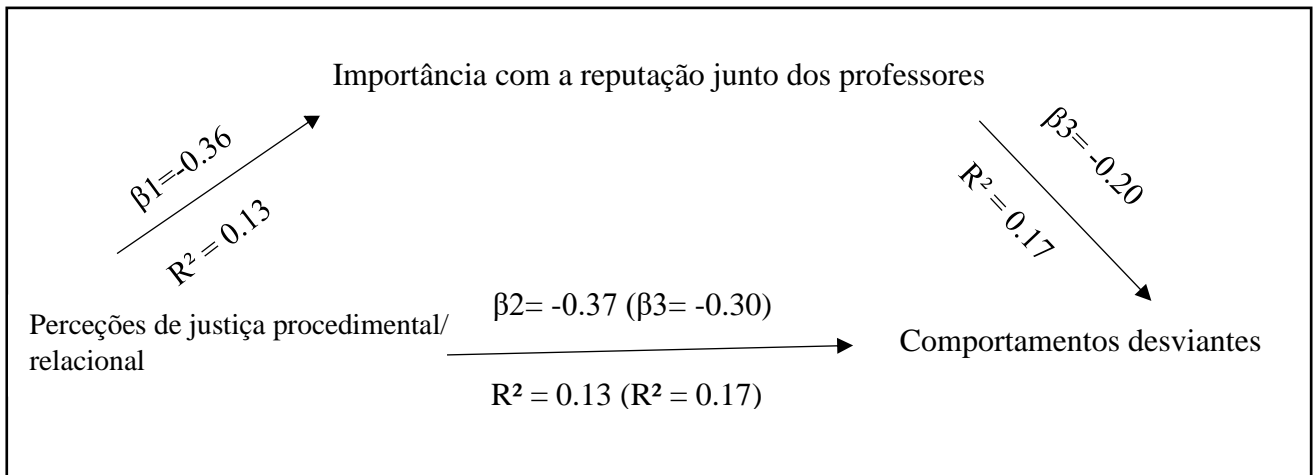 Importância com a reputação junto dos professores
β1=-0.36
R² = 0.13
β3= -0.20
R² = 0.17
Perceções de justiça procedimental/
relacional
β2= -0.37 (β3= -0.30)
R² = 0.13 (R² = 0.17)
Comportamentos desviantes